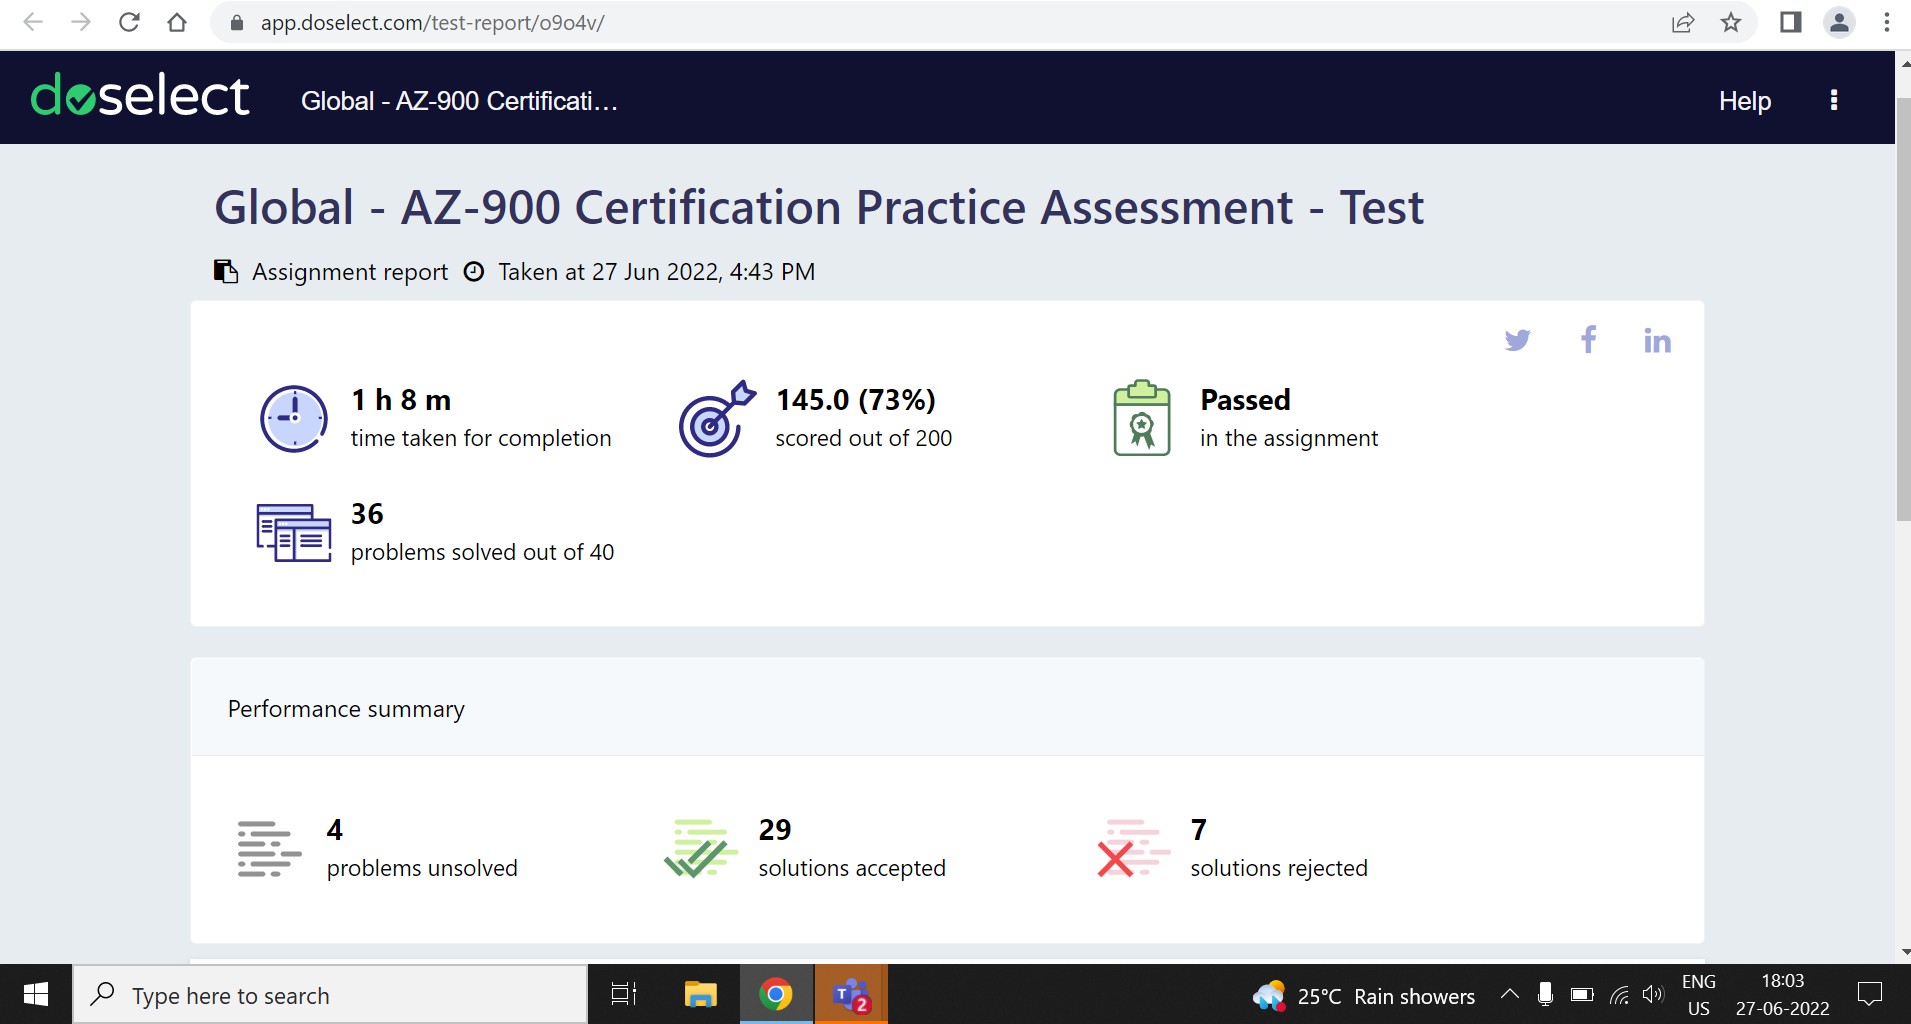 app.doselect.com/test-report/o9o4v/
doselect
Global - AZ-900 Certificati…
Help
Global - AZ-900 Certification Practice Assessment - Test
Assignment report Taken at 27 Jun 2022, 4:43 PM
1 h 8 m
time taken for completion
145.0 (73%)
scored out of 200
Passed
in the assignment
36
problems solved out of 40
Performance summary
4
problems unsolved
29
solutions accepted
7
solutions rejected
Type here to search
T 2
25°C Rain showers
ENG
US
18:03
27-06-2022